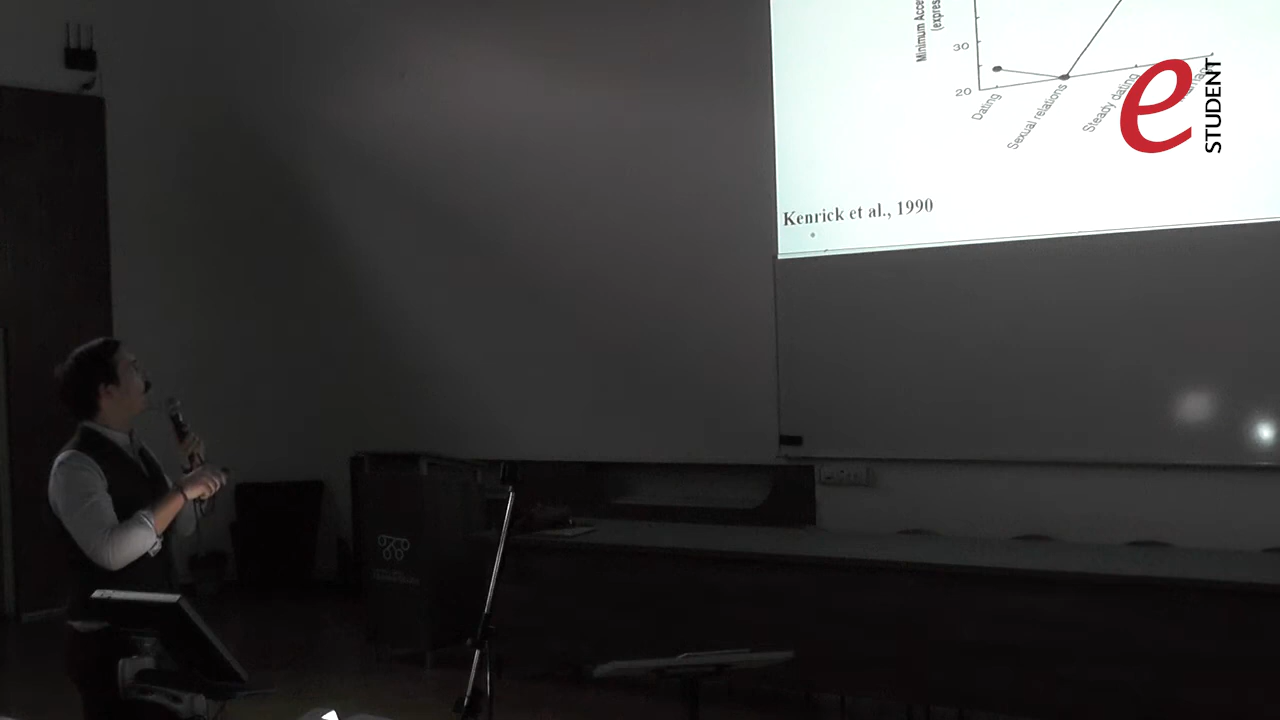 Minimum Acce
(expres
30
20
Dating
Sexual relations
Steady dating
Kenrick et al., 1990
e
STUDENT